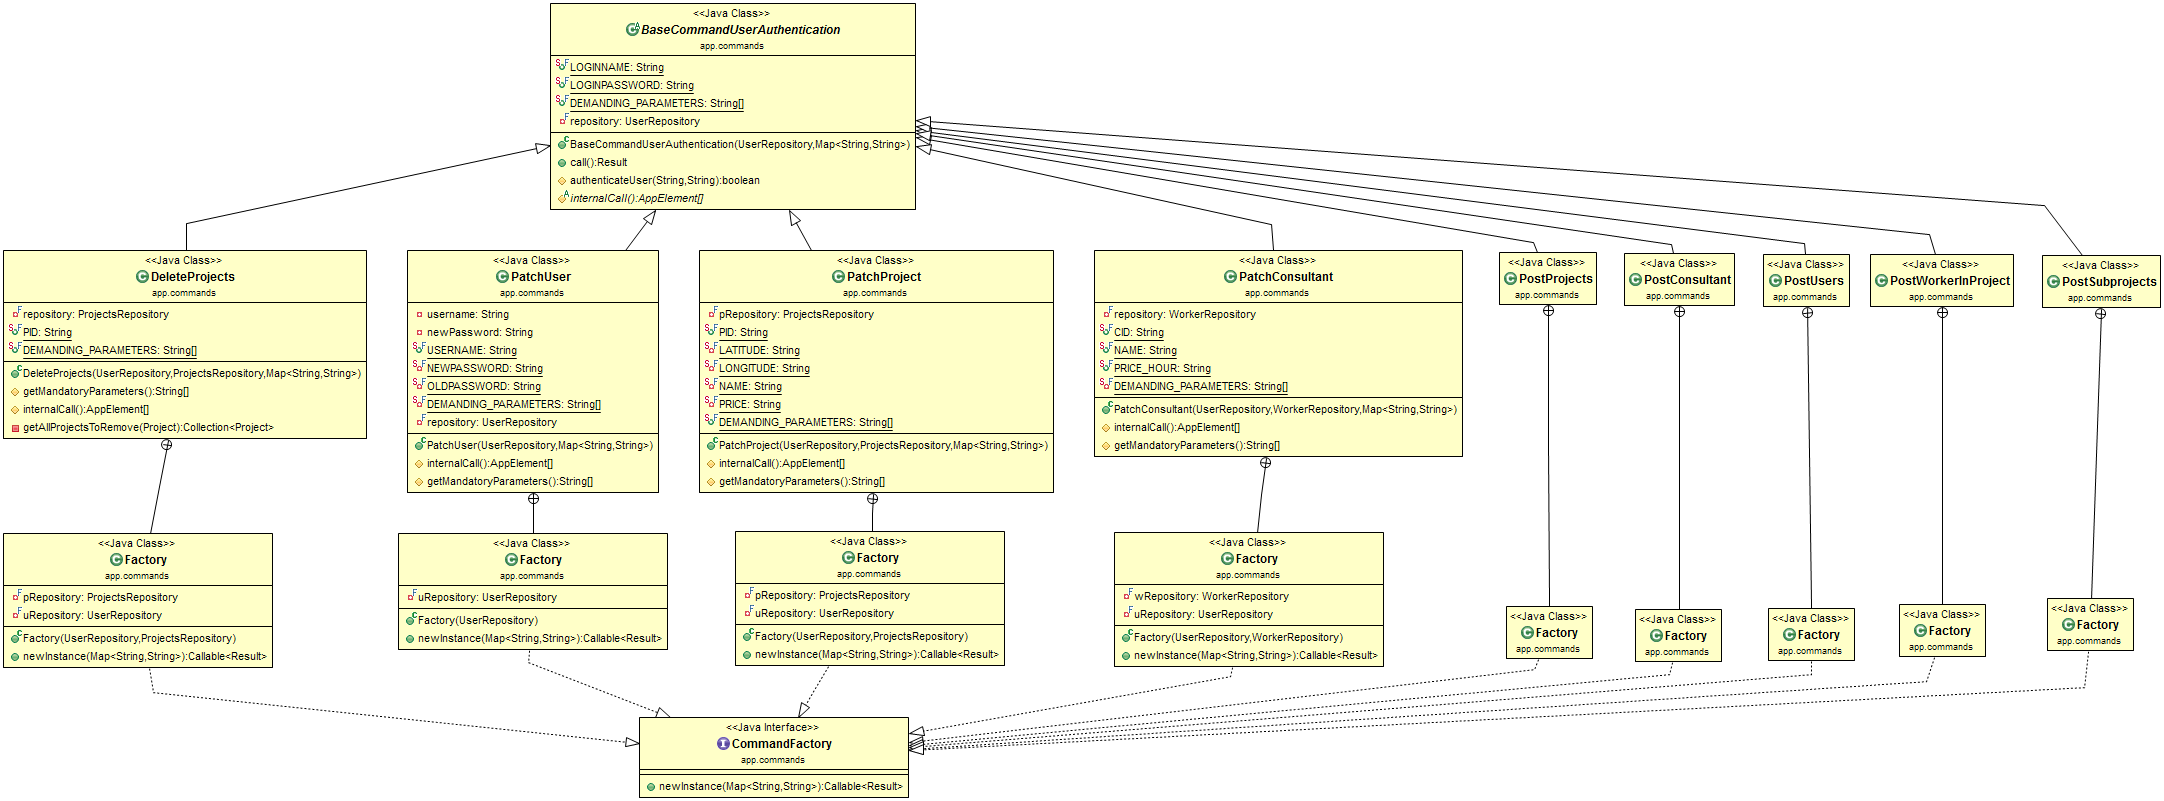 <<Java Class>>
BaseCommandUserAuthentication
app.commands
LOGINNAME: String
LOGINPASSWORD: String
DEMANDING_PARAMETERS: String[]
repository: UserRepository
BaseCommandUserAuthentication(UserRepository,Map<String,String>)
call():Result
authenticateUser(String,String):boolean
internalCall():AppElement[]
<<Java Class>>
DeleteProjects
app.commands
repository: ProjectsRepository
PID: String
DEMANDING_PARAMETERS: String[]
DeleteProjects(UserRepository,ProjectsRepository,Map<String,String>)
getMandatoryParameters():String[]
internalCall():AppElement[]
getAllProjectsToRemove(Project):Collection<Project>
<<Java Class>>
PatchUser
app.commands
username: String
newPassword: String
USERNAME: String
NEWPASSWORD: String
OLDPASSWORD: String
DEMANDING_PARAMETERS: String[]
repository: UserRepository
PatchUser(UserRepository,Map<String,String>)
internalCall():AppElement[]
getMandatoryParameters():String[]
<<Java Class>>
PatchProject
app.commands
pRepository: ProjectsRepository
PID: String
LATITUDE: String
LONGITUDE: String
NAME: String
PRICE: String
DEMANDING_PARAMETERS: String[]
PatchProject(UserRepository,ProjectsRepository,Map<String,String>)
internalCall():AppElement[]
getMandatoryParameters():String[]
<<Java Class>>
PatchConsultant
app.commands
repository: WorkerRepository
CID: String
NAME: String
PRICE_HOUR: String
DEMANDING_PARAMETERS: String[]
PatchConsultant(UserRepository,WorkerRepository,Map<String,String>)
internalCall():AppElement[]
getMandatoryParameters():String[]
<<Java Class>>
PostProjects
app.commands
<<Java Class>>
PostConsultant
app.commands
<<Java Class>>
PostUsers
app.commands
<<Java Class>>
PostWorkerInProject
app.commands
<<Java Class>>
PostSubprojects
app.commands
<<Java Class>>
Factory
app.commands
pRepository: ProjectsRepository
uRepository: UserRepository
Factory(UserRepository,ProjectsRepository)
newInstance(Map<String,String>):Callable<Result>
<<Java Class>>
Factory
app.commands
uRepository: UserRepository
Factory(UserRepository)
newInstance(Map<String,String>):Callable<Result>
<<Java Class>>
Factory
app.commands
pRepository: ProjectsRepository
uRepository: UserRepository
Factory(UserRepository,ProjectsRepository)
newInstance(Map<String,String>):Callable<Result>
<<Java Class>>
Factory
app.commands
wRepository: WorkerRepository
uRepository: UserRepository
Factory(UserRepository,WorkerRepository)
newInstance(Map<String,String>):Callable<Result>
<<Java Class>>
Factory
app.commands
<<Java Class>>
Factory
app.commands
<<Java Class>>
Factory
app.commands
<<Java Class>>
Factory
app.commands
<<Java Class>>
Factory
app.commands
<<Java Interface>>
CommandFactory
app.commands
newInstance(Map<String,String>):Callable<Result>